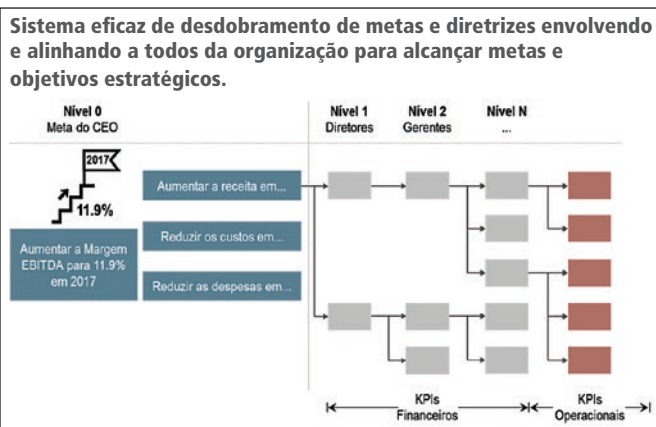 Sistema eficaz de desdobramento de metas e diretrizes envolvendo
e alinhando a todos da organização para alcançar metas e
objetivos estratégicos.
Nível 0
Meta do CEO
Nível 1
Diretores
Nível 2
Gerentes
Nível N
...
2017
11.9%
Aumentar a Margem
EBITDA para 11.9%
em 2017
Aumentar a receita em...
Reduzir os custos em...
Reduzir as despesas em...
KPIs
Financeiros
KPIs
Operacionais